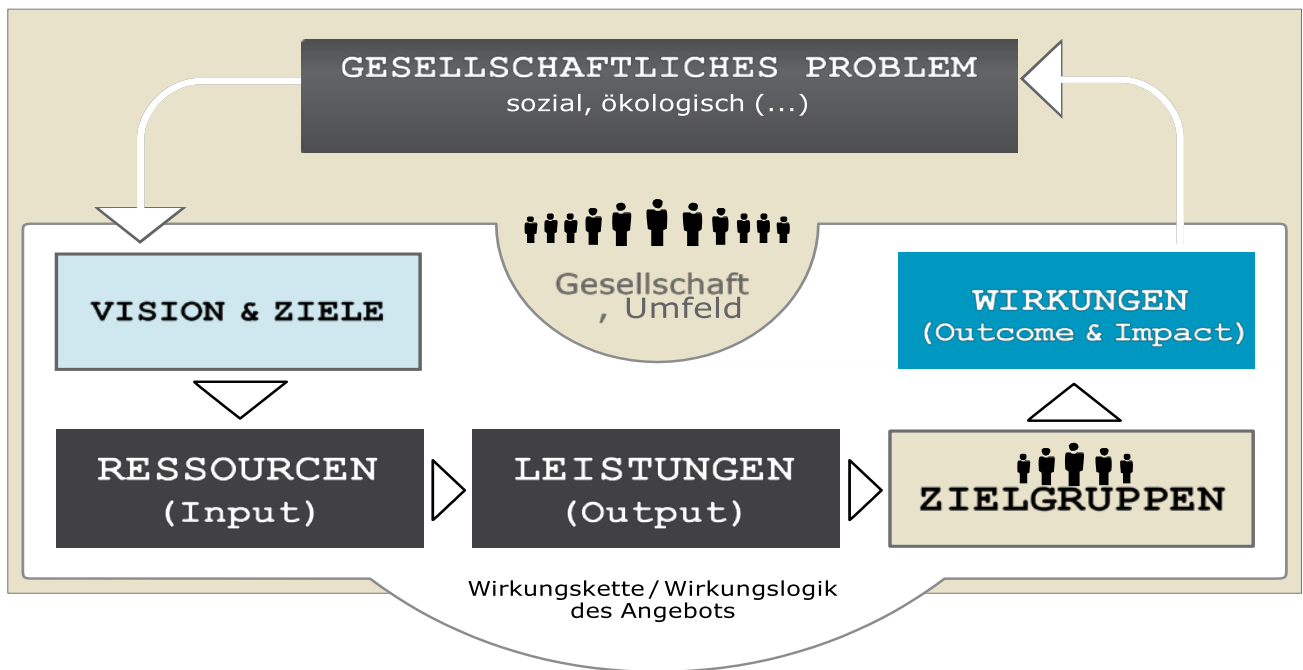 GESELLSCHAFTLICHES PROBLEM
sozial, ökologisch (...)
Gesellschaft
, Umfeld
VISION & ZIELE
WIRKUNGEN
(Outcome & Impact)
RESSOURCEN
(Input)
LEISTUNGEN
(Output)
ZIELGRUPPEN
Wirkungskette / Wirkungslogik
des Angebots